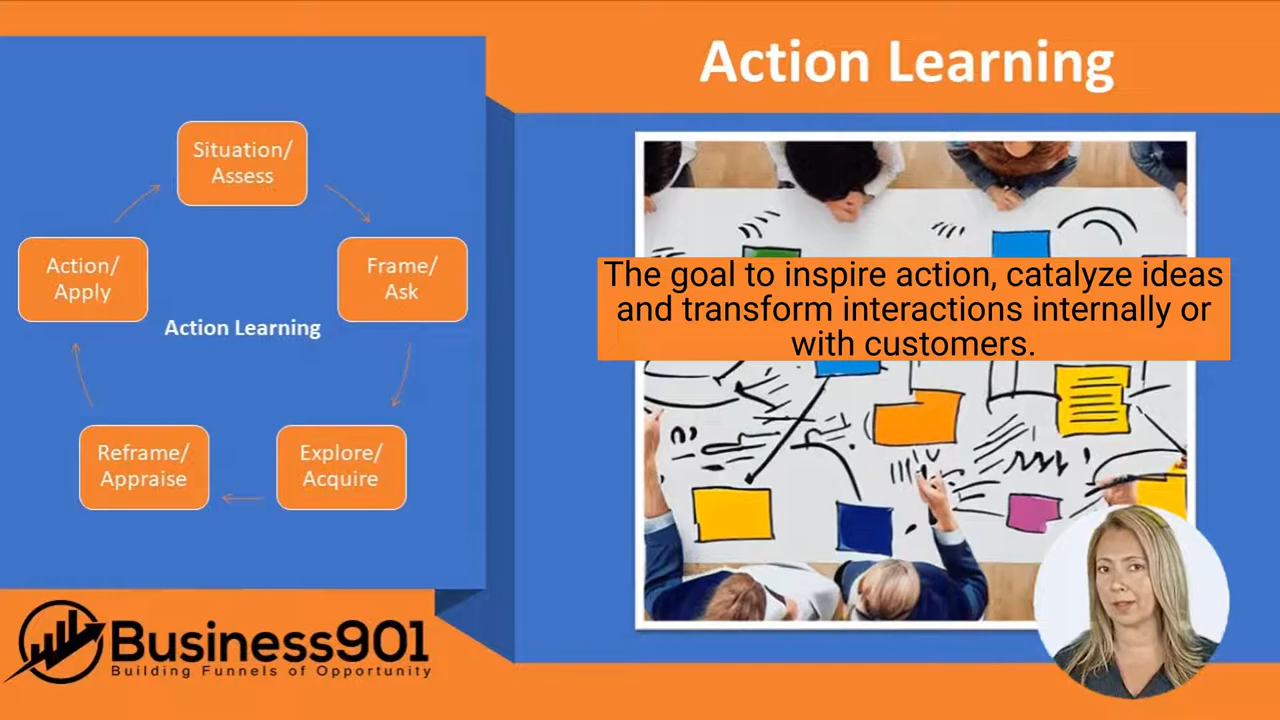 Action Learning
Situation/
Assess
Action/
Apply
Frame/
Ask
Action Learning
Reframe/
Appraise
Explore/
Acquire
The goal to inspire action, catalyze ideas
and transform interactions internally or
with customers.
Business901
Building Funnels of Opportunity